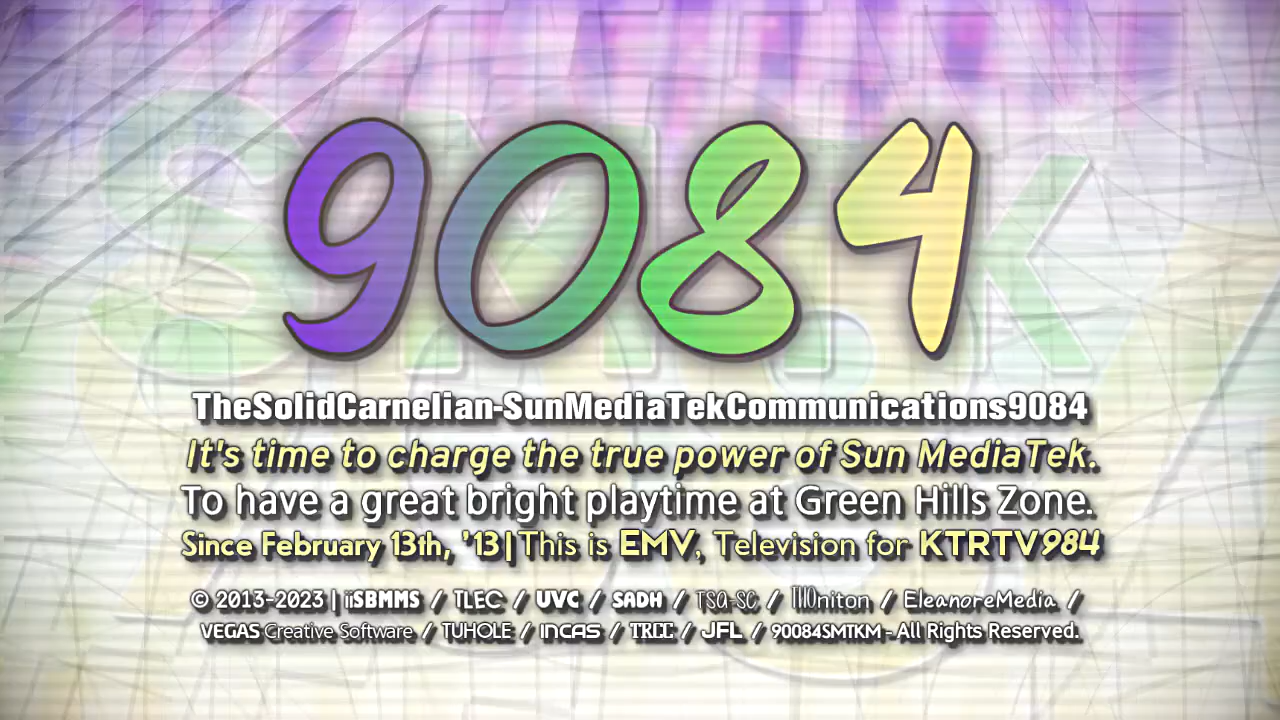 9084
TheSolidCarnelian-SunMediaTekCommunications9084
It's time to charge the true power of Sun MediaTek.
To have a great bright playtime at Green Hills Zone.
Since February 13th, '13|This is EMV, Television for KTRTV984
© 2013-2023 | iiSBMMS / TLEC / UVC / SADH / TSG-SC / THOniton / EleanoreMedia /
VEGAS Creative Software / TUHOLE / INCAS / TRCC / JFL / 90084SMTKM - All Rights Reserved.